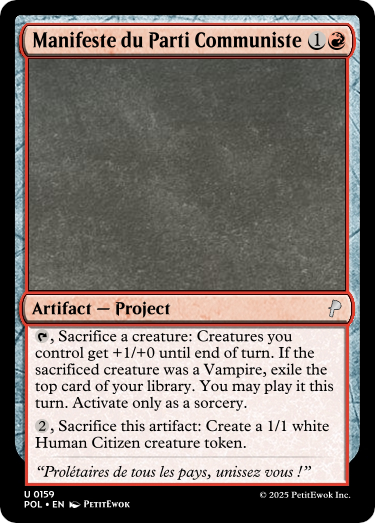 Manifeste du Parti Communiste 1
Artifact — Project
, Sacrifice a creature: Creatures you
control get +1/+0 until end of turn. If the
sacrificed creature was a Vampire, exile the
top card of your library. You may play it this
turn. Activate only as a sorcery.
2, Sacrifice this artifact: Create a 1/1 white
Human Citizen creature token.
“Prolétaires de tous les pays, unissez vous !”
U 0159
POL • EN PetitEwok
© 2025 PetitEwok Inc.